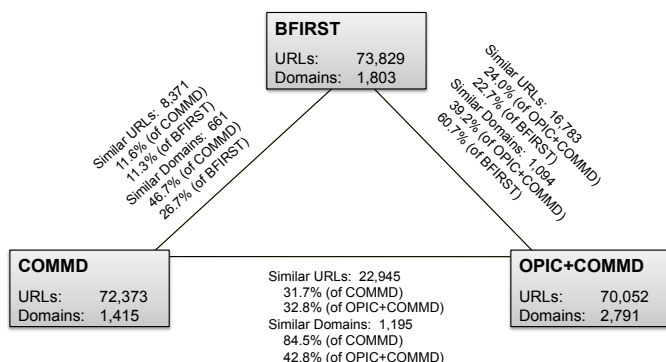 BFIRST
URLs: 73,829
Domains: 1,803
Similar URLs: 8,371
11.6% (of COMMD)
11.3% (of BFIRST)
Similar Domains: 661
46.7% (of COMMD)
26.7% (of BFIRST)
Similar URLs: 16,783
24.0% (of OPIC+COMMD)
22.7% (of BFIRST)
Similar Domains: 1,094
39.2% (of OPIC+COMMD)
60.7% (of BFIRST)
COMMD
URLs: 72,373
Domains: 1,415
Similar URLs: 22,945
31.7% (of COMMD)
32.8% (of OPIC+COMMD)
Similar Domains: 1,195
84.5% (of COMMD)
42.8% (of OPIC+COMMD)
OPIC+COMMD
URLs: 70,052
Domains: 2,791